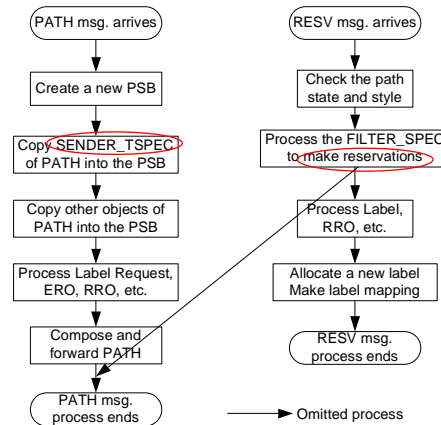 PATH msg. arrives
Create a new PSB
Copy SENDER_TSPEC
of PATH into the PSB
Copy other objects of
PATH into the PSB
Process Label Request,
ERO, RRO, etc.
Compose and
forward PATH
PATH msg.
process ends
RESV msg. arrives
Check the path
state and style
Process the FILTER_SPEC
to make reservations
Process Label,
RRO, etc.
Allocate a new label
Make label mapping
RESV msg.
process ends
Omitted process